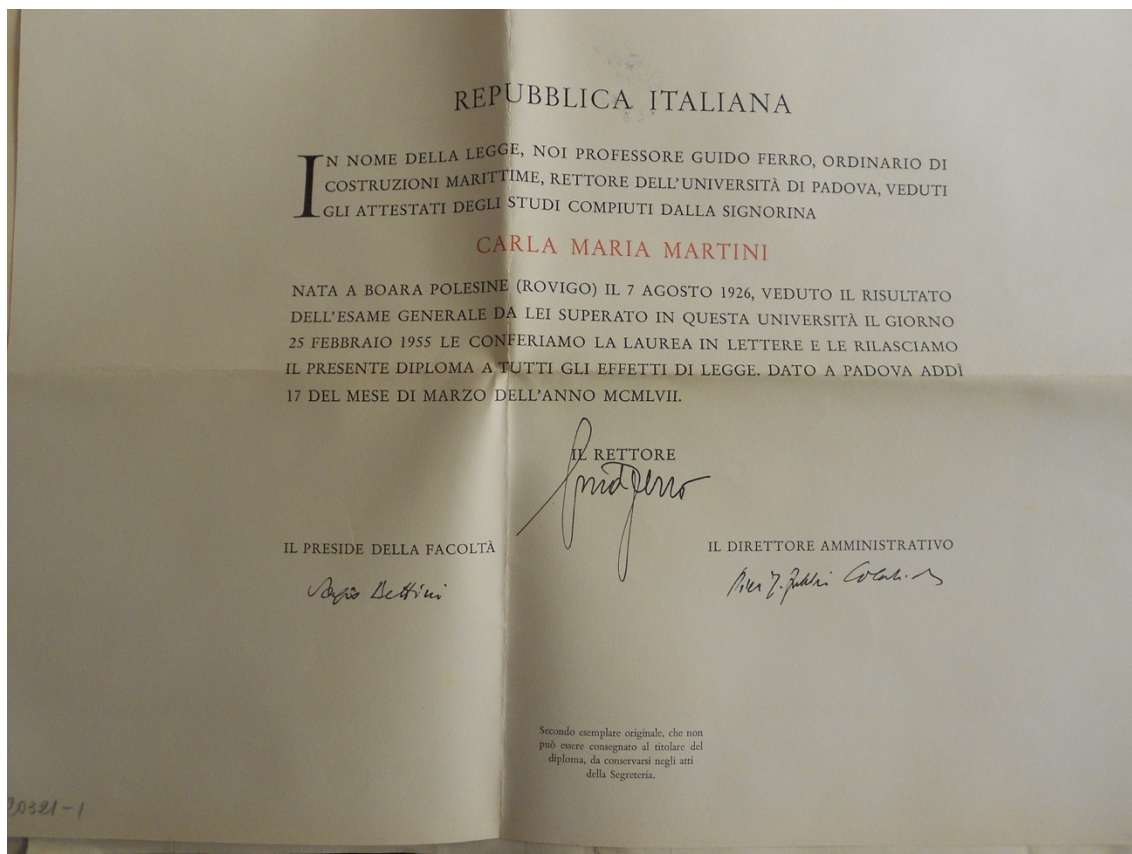 REPUBBLICA ITALIANA
IN NOME DELLA LEGGE, NOI PROFESSORE GUIDO FERRO, ORDINARIO DI
COSTRUZIONI MARITTIME, RETTORE DELL'UNIVERSITÀ DI PADOVA, VEDUTI
GLI ATTESTATI DEGLI STUDI COMPIUTI DALLA SIGNORINA
CARLA MARIA MARTINI
NATA A BOARA POLESINE (ROVIGO) IL 7 AGOSTO 1926, VEDUTO IL RISULTATO
DELL'ESAME GENERALE DA LEI SUPERATO IN QUESTA UNIVERSITÀ IL GIORNO
25 FEBBRAIO 1955 LE CONFERIAMO LA LAUREA IN LETTERE E LE RILASCIAMO
IL PRESENTE DIPLOMA A TUTTI GLI EFFETTI DI LEGGE. DATO A PADOVA ADDÌ
17 DEL MESE DI MARZO DELL'ANNO MCMLVII.
IL RETTORE
Guido Ferro
IL PRESIDE DELLA FACOLTÀ
IL DIRETTORE AMMINISTRATIVO
Sergio Bettini
Pier
Secondo esemplare originale, che non
può essere consegnato al titolare del
diploma, da conservarsi negli atti
della Segreteria.
20321-1